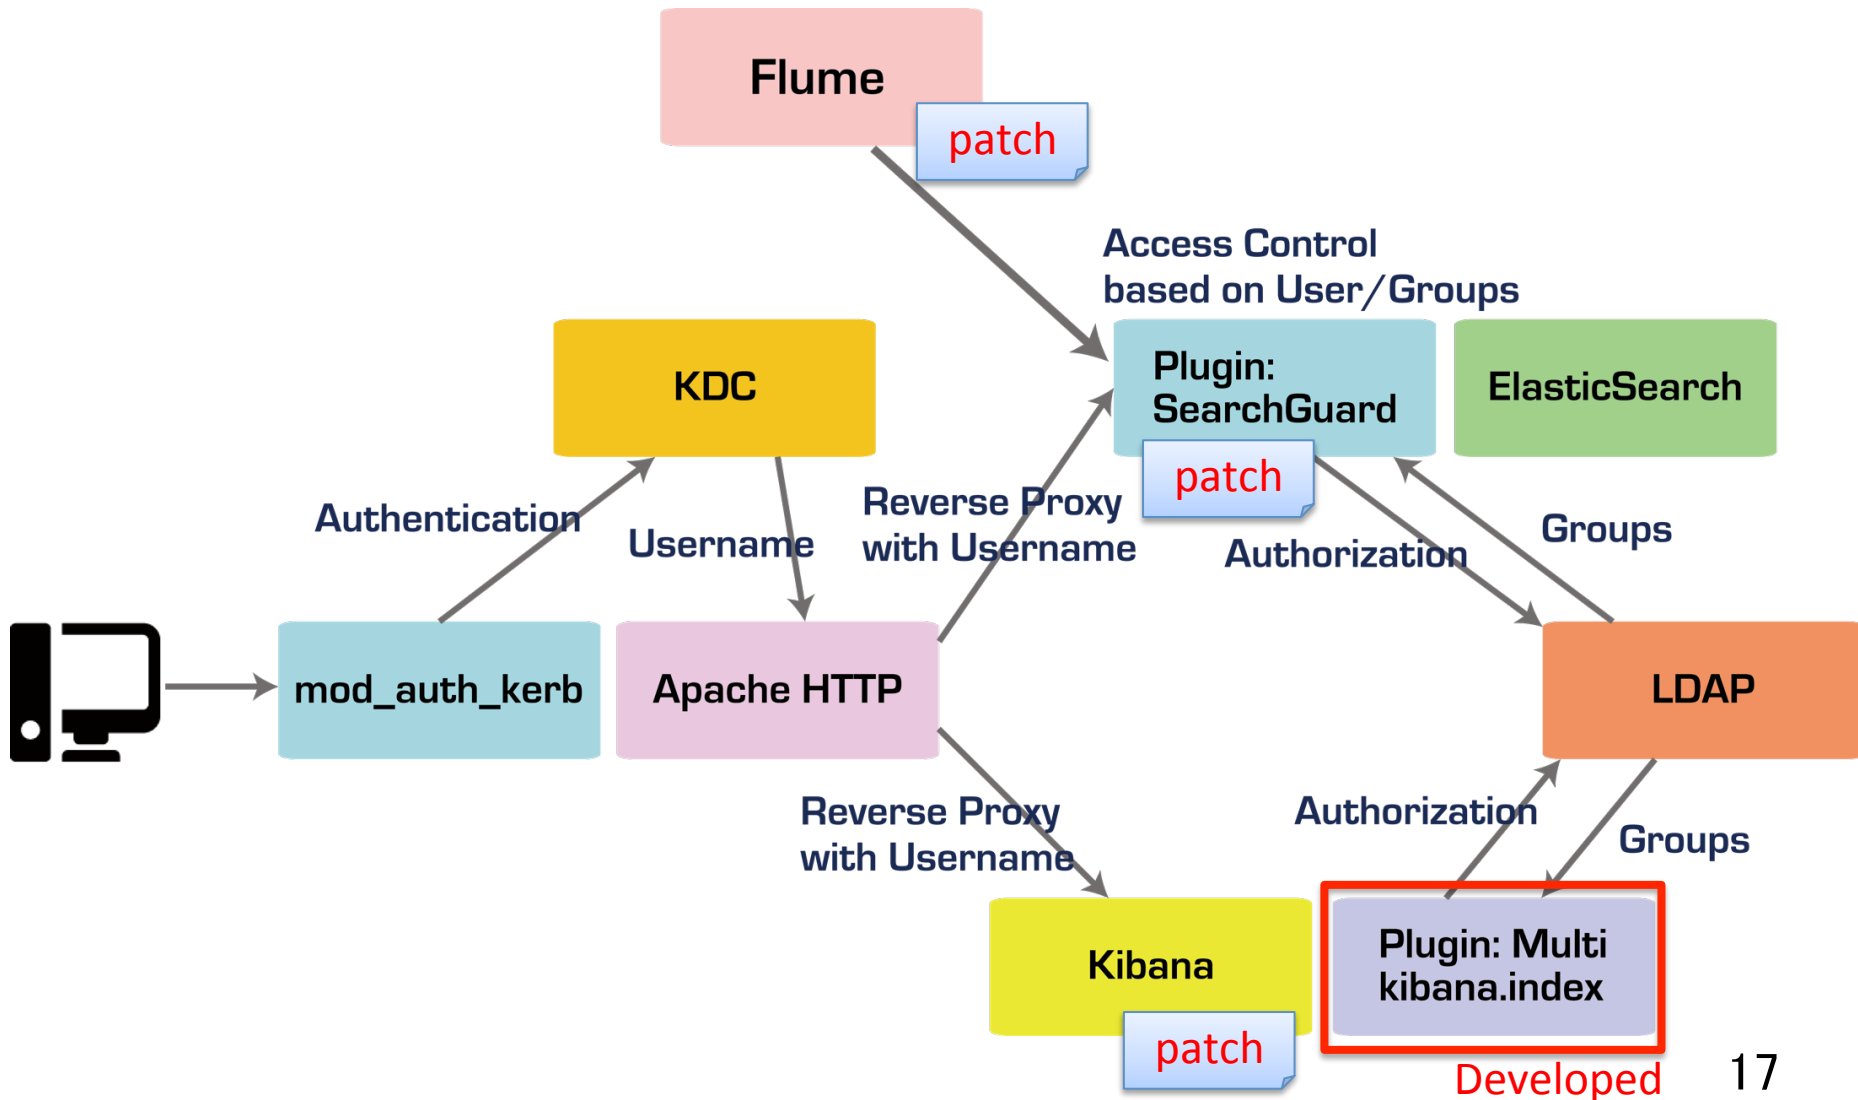 Flume
patch
Access Control
based on User/Groups
KDC
Plugin:
SearchGuard
ElasticSearch
patch
Authentication
Username
Reverse Proxy
with Username
Authorization
Groups
mod_auth_kerb
Apache HTTP
LDAP
Reverse Proxy
with Username
Authorization
Groups
Kibana
patch
Plugin: Multi
kibana.index
Developed
17